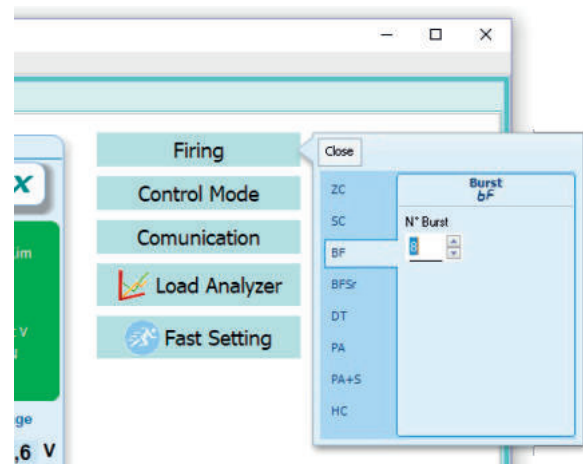 Firing
Control Mode
Comunication
Load Analyzer
Fast Setting
Close
ZC
SC
BF
BFSr
DT
PA
PA+S
HC
Burst
bF
N° Burst
8
x
im
V
ge
,6 V